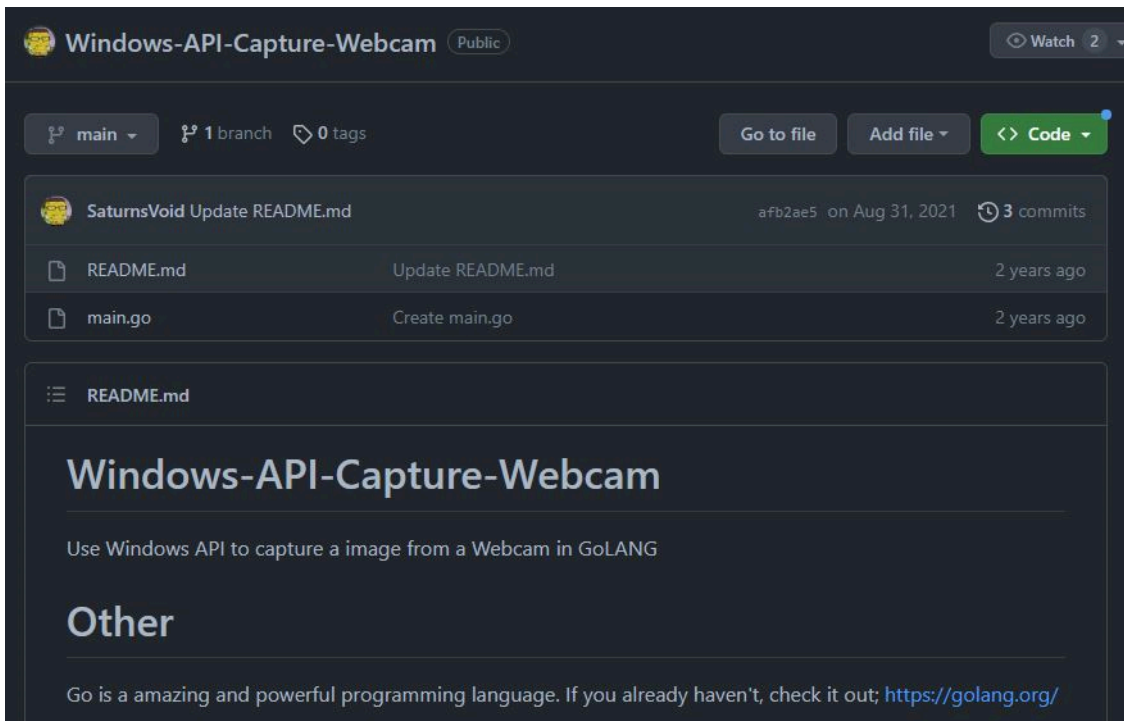 Windows-API-Capture-Webcam Public Watch 2
main 1 branch 0 tags Go to file Add file <> Code
SaturnsVoid Update README.md afb2ae5 on Aug 31, 2021 3 commits
README.md Update README.md 2 years ago
main.go Create main.go 2 years ago
README.md
Windows-API-Capture-Webcam
Use Windows API to capture a image from a Webcam in GoLANG
Other
Go is a amazing and powerful programming language. If you already haven't, check it out; https://golang.org/